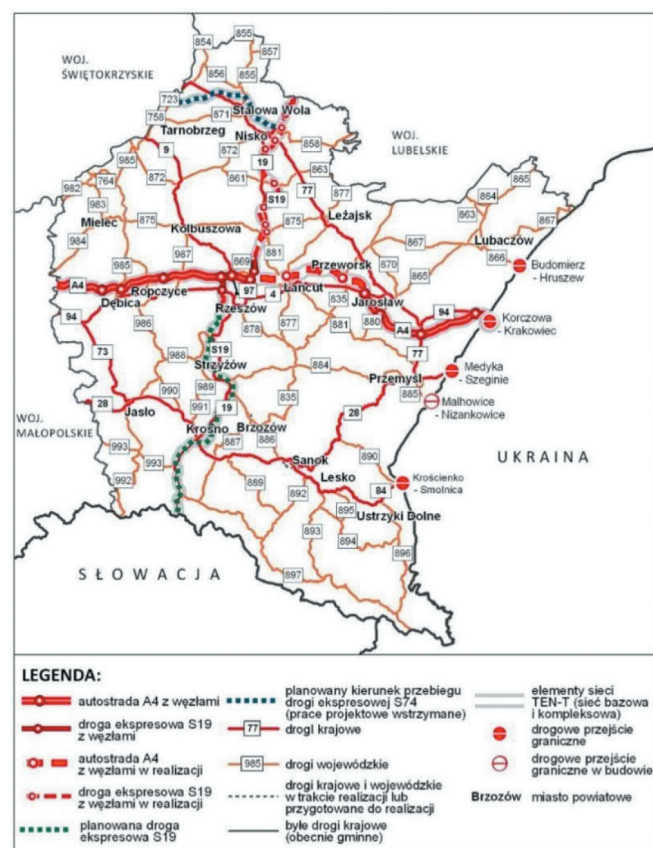 WOJ.
ŚWIĘTOKRZYSKIE
854
855
857
856
855
723
758
871
Stalowa Wola
Tarnobrzeg
Nisko
858
WOJ.
LUBELSKIE
9
985
872
872
19
863
982
764
861
S19
77
877
865
983
864
Mielec
875
Kolbuszowa
875
Leżajsk
863
867
984
867
Lubaczów
985
987
869
881
Przeworsk
870
866
A4
Budomierz
- Hruszew
Ropczyce
Łańcut
865
Dębica
97
4
835
Jarosław
94
Rzeszów
94
986
878
877
881
880
A4
Korczowa
- Krakowiec
73
988
S19
77
Strzyżów
884
Medyka
- Szeginie
Przemyśl
990
989
885
28
991
19
835
Malhowice
- Niżankowice
Jasło
Brzozów
28
WOJ.
MAŁOPOLSKIE
Krosno
993
887
886
UKRAINA
993
Sanok
890
992
Lesko
84
Krościenko
- Smolnica
889
892
895
Ustrzyki Dolne
893
894
896
SŁOWACJA
897
LEGENDA:
autostrada A4 z węzłami
droga ekspresowa S19
z węzłami
autostrada A4
z węzłami w realizacji
droga ekspresowa S19
z węzłami w realizacji
planowana droga
ekspresowa S19
planowany kierunek przebiegu
drogi ekspresowej S74
(prace projektowe wstrzymane)
77 drogi krajowe
985 drogi wojewódzkie
drogi krajowe i wojewódzkie
w trakcie realizacji lub
przygotowane do realizacji
byłe drogi krajowe
(obecnie gminne)
elementy sieci
TEN-T (sieć bazowa
i kompleksowa)
drogowe przejście
graniczne
drogowe przejście
graniczne w budowie
Brzozów miasto powiatowe